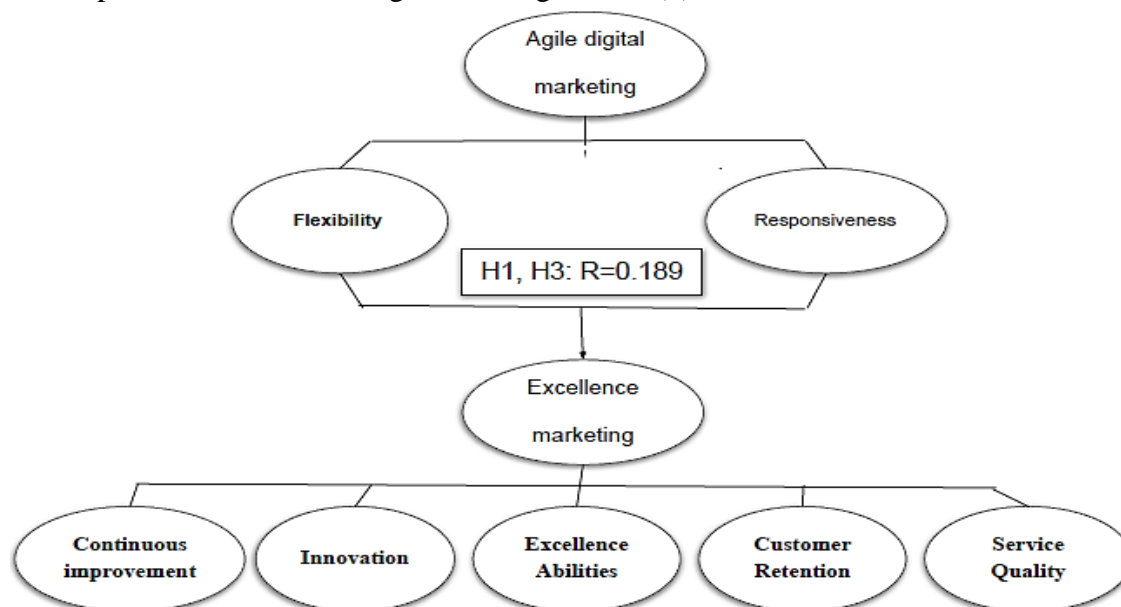 Agile digital
marketing
Flexibility
Responsiveness
H1, H3: R=0.189
Excellence
marketing
Continuous
improvement
Innovation
Excellence
Abilities
Customer
Retention
Service
Quality